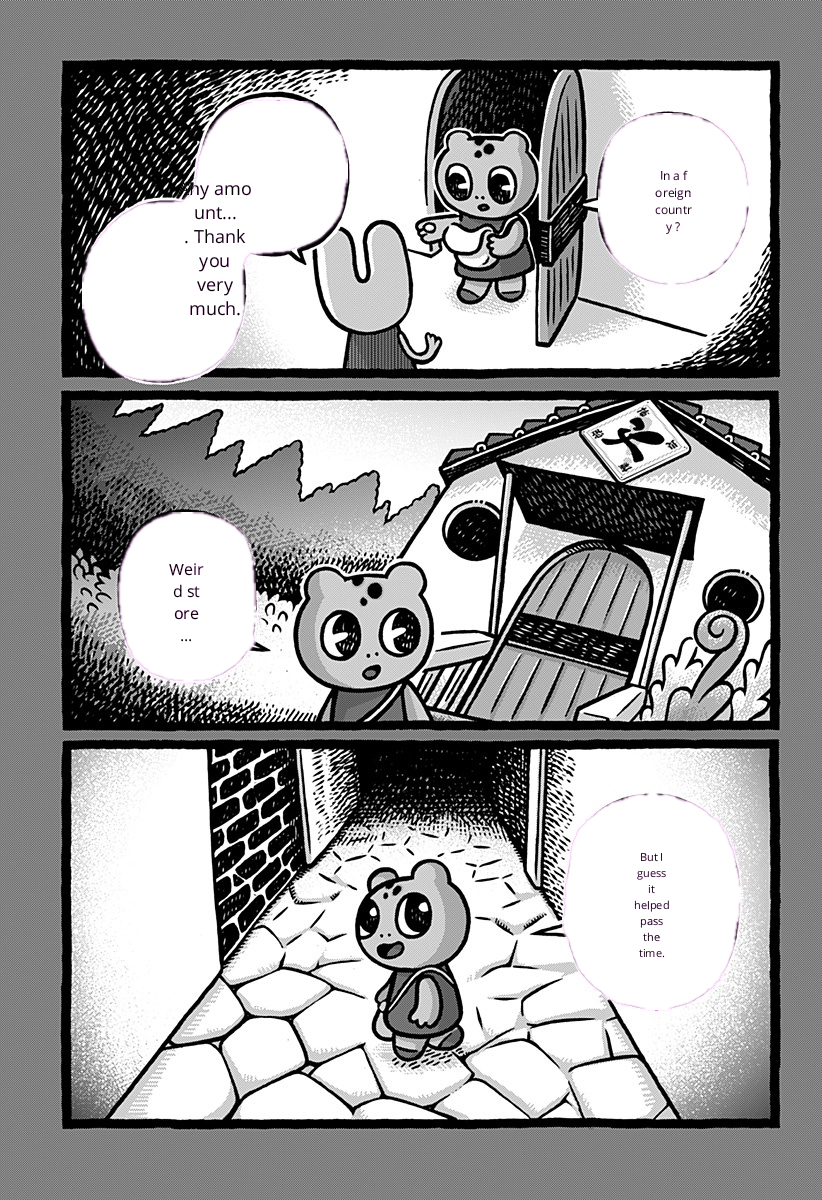 In a f
oreign
countr
y ?
ny amo
unt...
. Thank
you
very
much.
火
Weir
d st
ore
...
But I
guess
it
helped
pass
the
time.